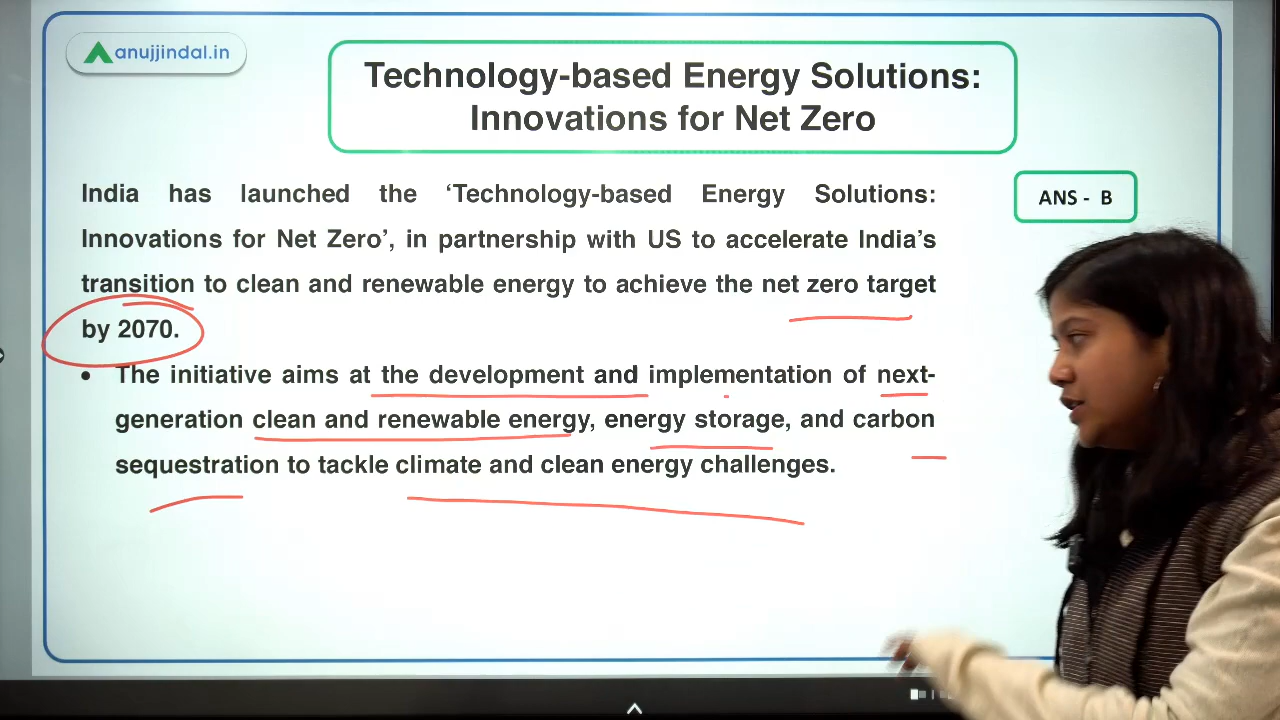 anujjindal.in
Technology-based Energy Solutions:
Innovations for Net Zero
India has launched the ‘Technology-based Energy Solutions:
Innovations for Net Zero’, in partnership with US to accelerate India’s
transition to clean and renewable energy to achieve the net zero target
by 2070.
ANS - B
• The initiative aims at the development and implementation of next-
generation clean and renewable energy, energy storage, and carbon
sequestration to tackle climate and clean energy challenges.